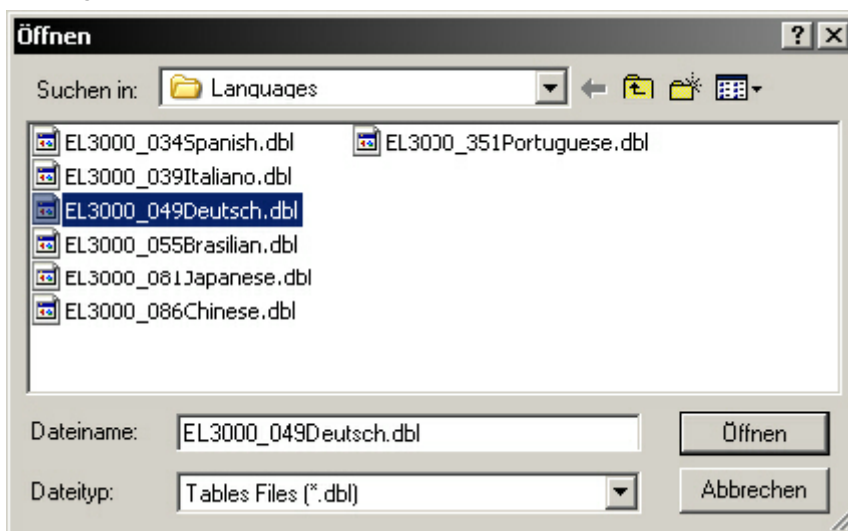 Öffnen
Suchen in: Languages
EL3000_034Spanish.dbl
EL3000_039Italiano.dbl
EL3000_049Deutsch.dbl
EL3000_055Brasilian.dbl
EL3000_081Japanese.dbl
EL3000_086Chinese.dbl
EL3000_351Portuguese.dbl
Dateiname: EL3000_049Deutsch.dbl Öffnen
Dateityp: Tables Files (*.dbl) Abbrechen